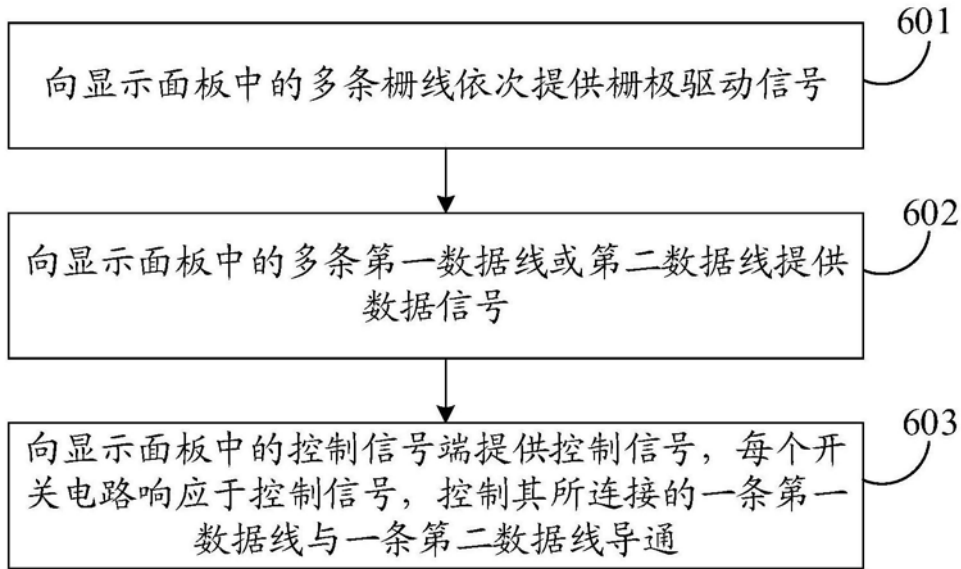 601
向显示面板中的多条栅线依次提供栅极驱动信号
602
向显示面板中的多条第一数据线或第二数据线提供
数据信号
603
向显示面板中的控制信号端提供控制信号，每个开
关电路响应于控制信号，控制其所连接的一条第一
数据线与一条第二数据线导通